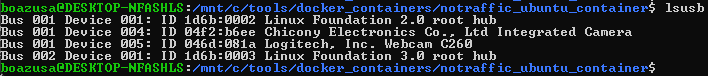 boazusa@DESKTOP-NFASHLS:/mnt/c/tools/docker_containers/notraffic_ubuntu_container$ lsusb
Bus 001 Device 001: ID 1d6b:0002 Linux Foundation 2.0 root hub
Bus 001 Device 004: ID 04f2:b6ee Chicony Electronics Co., Ltd Integrated Camera
Bus 001 Device 005: ID 046d:081a Logitech, Inc. Webcam C260
Bus 002 Device 001: ID 1d6b:0003 Linux Foundation 3.0 root hub
boazusa@DESKTOP-NFASHLS:/mnt/c/tools/docker_containers/notraffic_ubuntu_container$